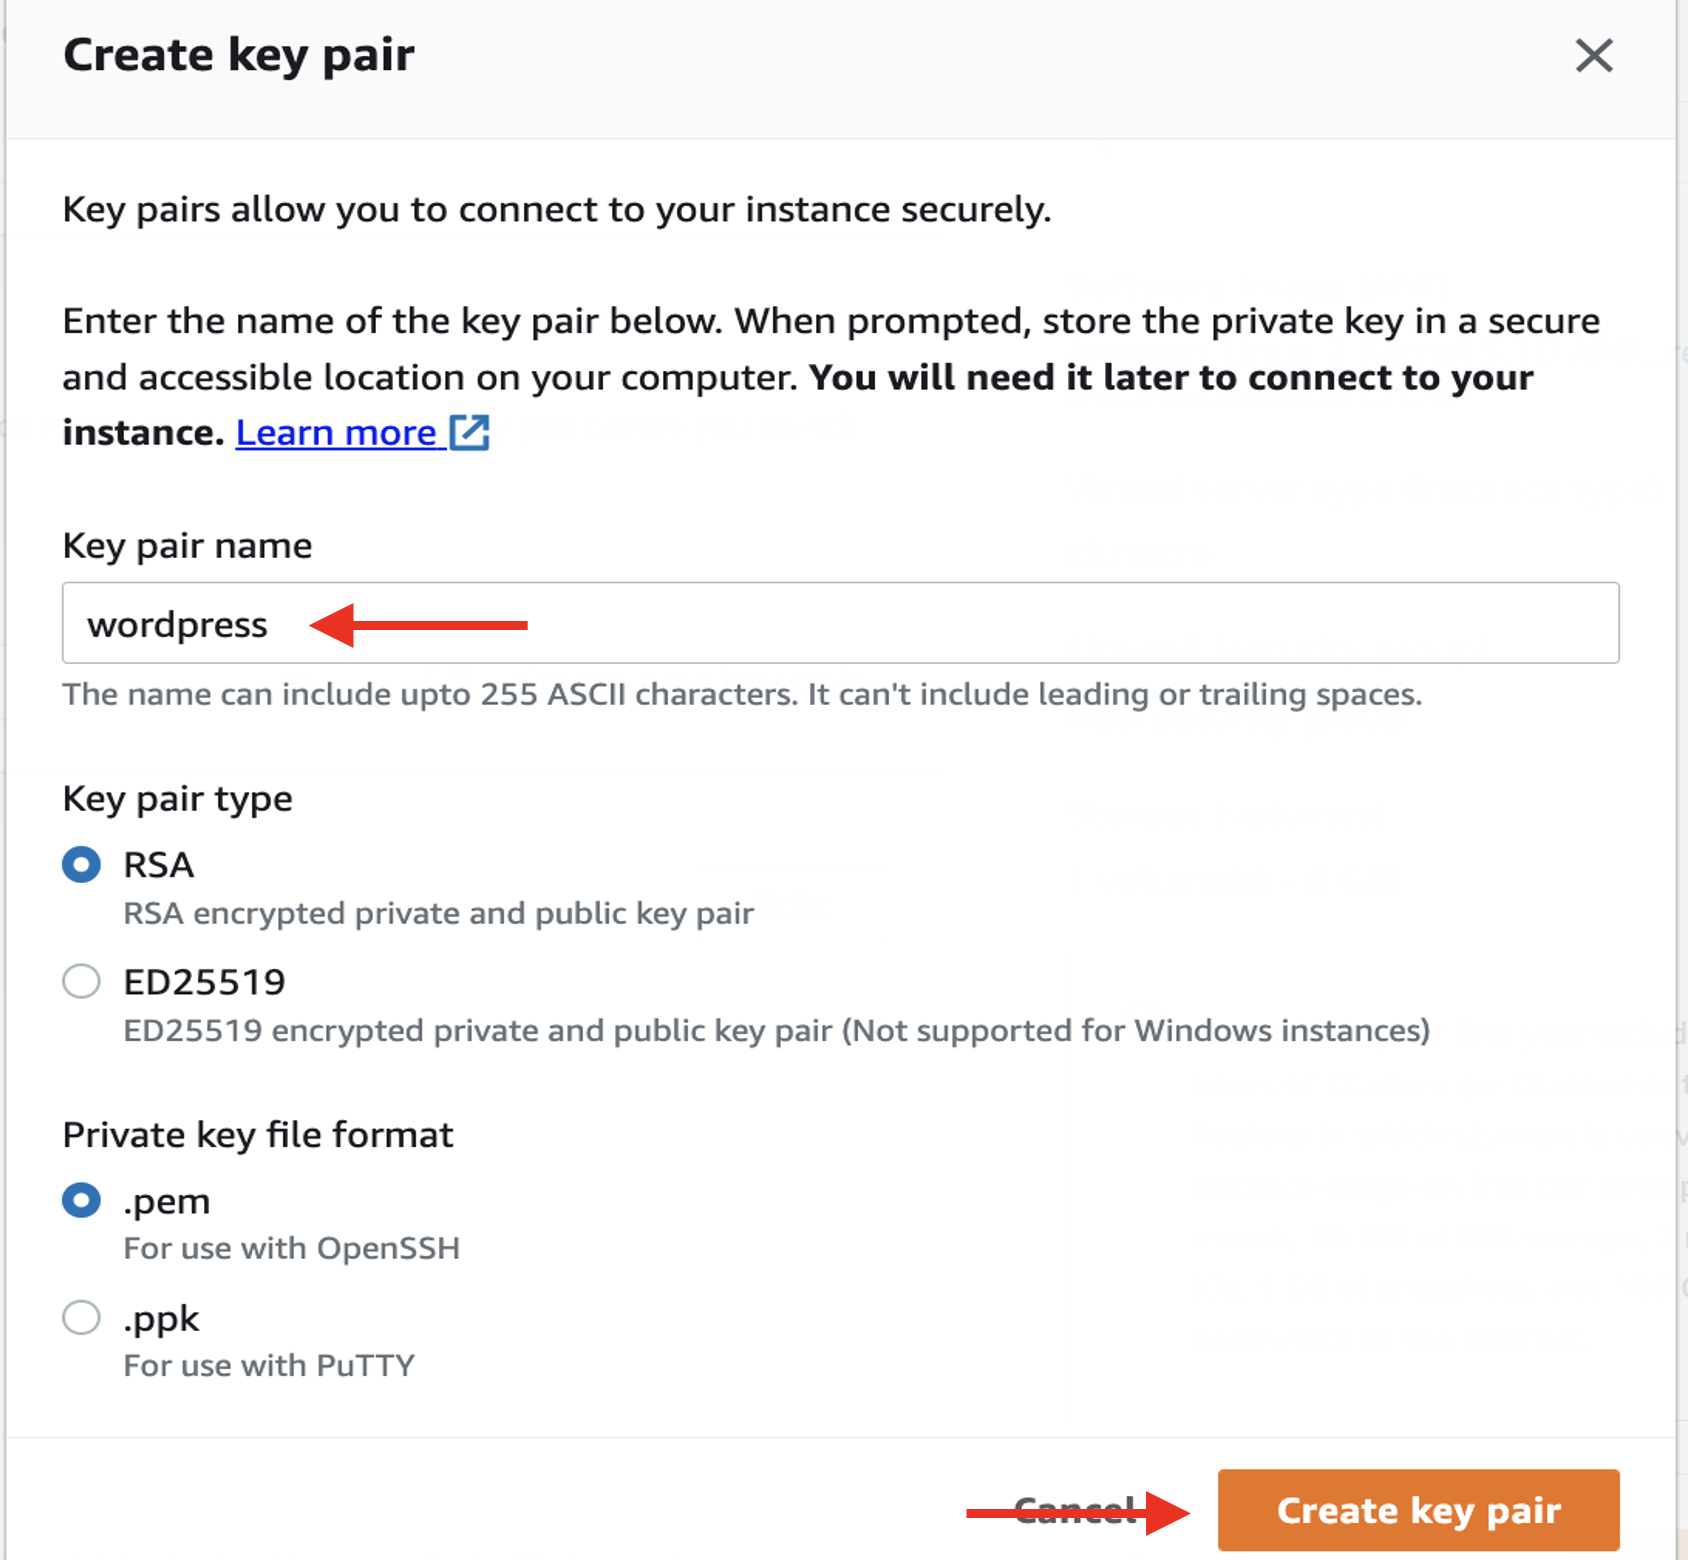 Create key pair
Key pairs allow you to connect to your instance securely.
Enter the name of the key pair below. When prompted, store the private key in a secure
and accessible location on your computer. You will need it later to connect to your
instance. Learn more
Key pair name
wordpress
The name can include upto 255 ASCII characters. It can't include leading or trailing spaces.
Key pair type
RSA
RSA encrypted private and public key pair
ED25519
ED25519 encrypted private and public key pair (Not supported for Windows instances)
Private key file format
.pem
For use with OpenSSH
.ppk
For use with PuTTY
Cancel
Create key pair